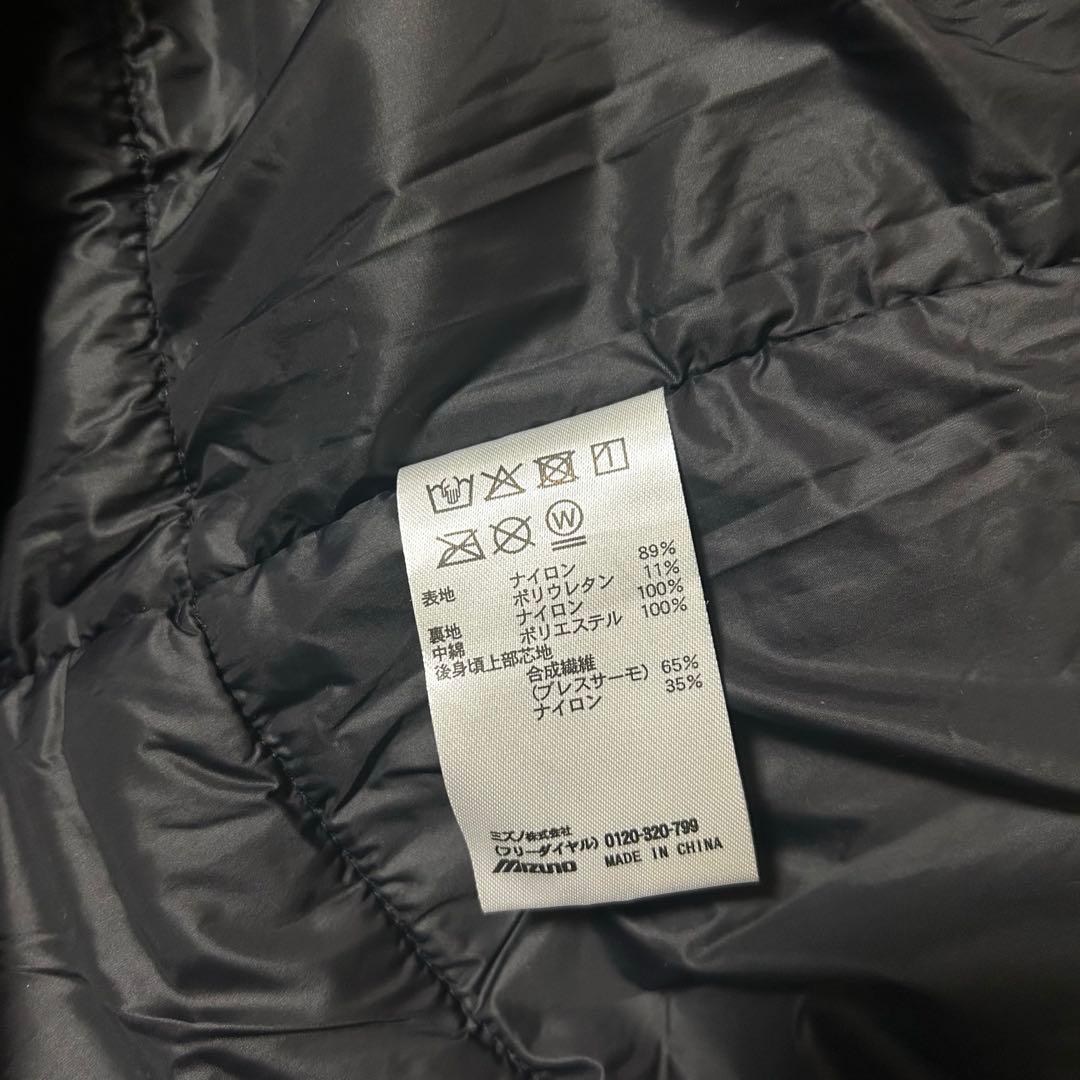 W
表地 ナイロン 89%
ポリウレタン 11%
裏地 ナイロン 100%
中綿 ポリエステル 100%
後身頃上部芯地
合成繊維 65%
(ブレスサーモ) 35%
ナイロン
ミズノ株式会社
(フリーダイヤル) 0120-320-799
Mizuno MADE IN CHINA